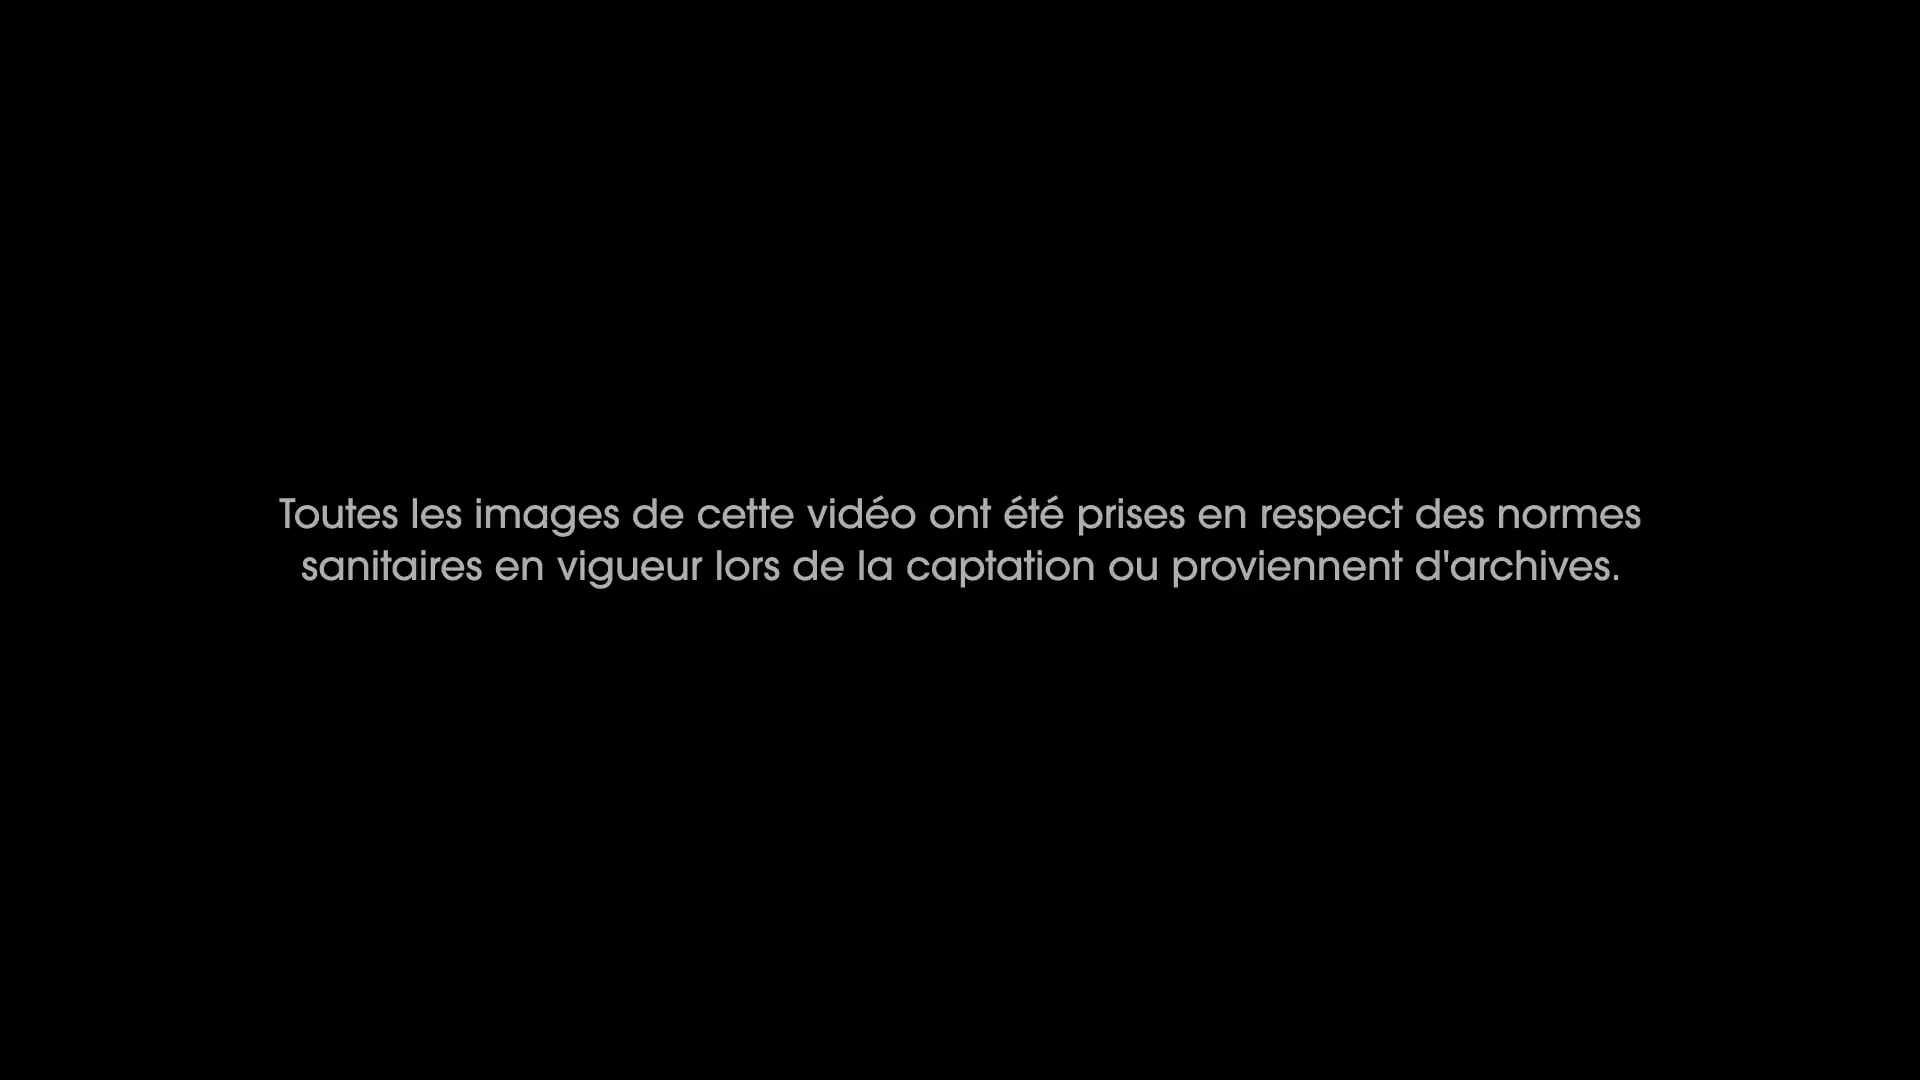 Toutes les images de cette vidéo ont été prises en respect des normes
sanitaires en vigueur lors de la captation ou proviennent d'archives.